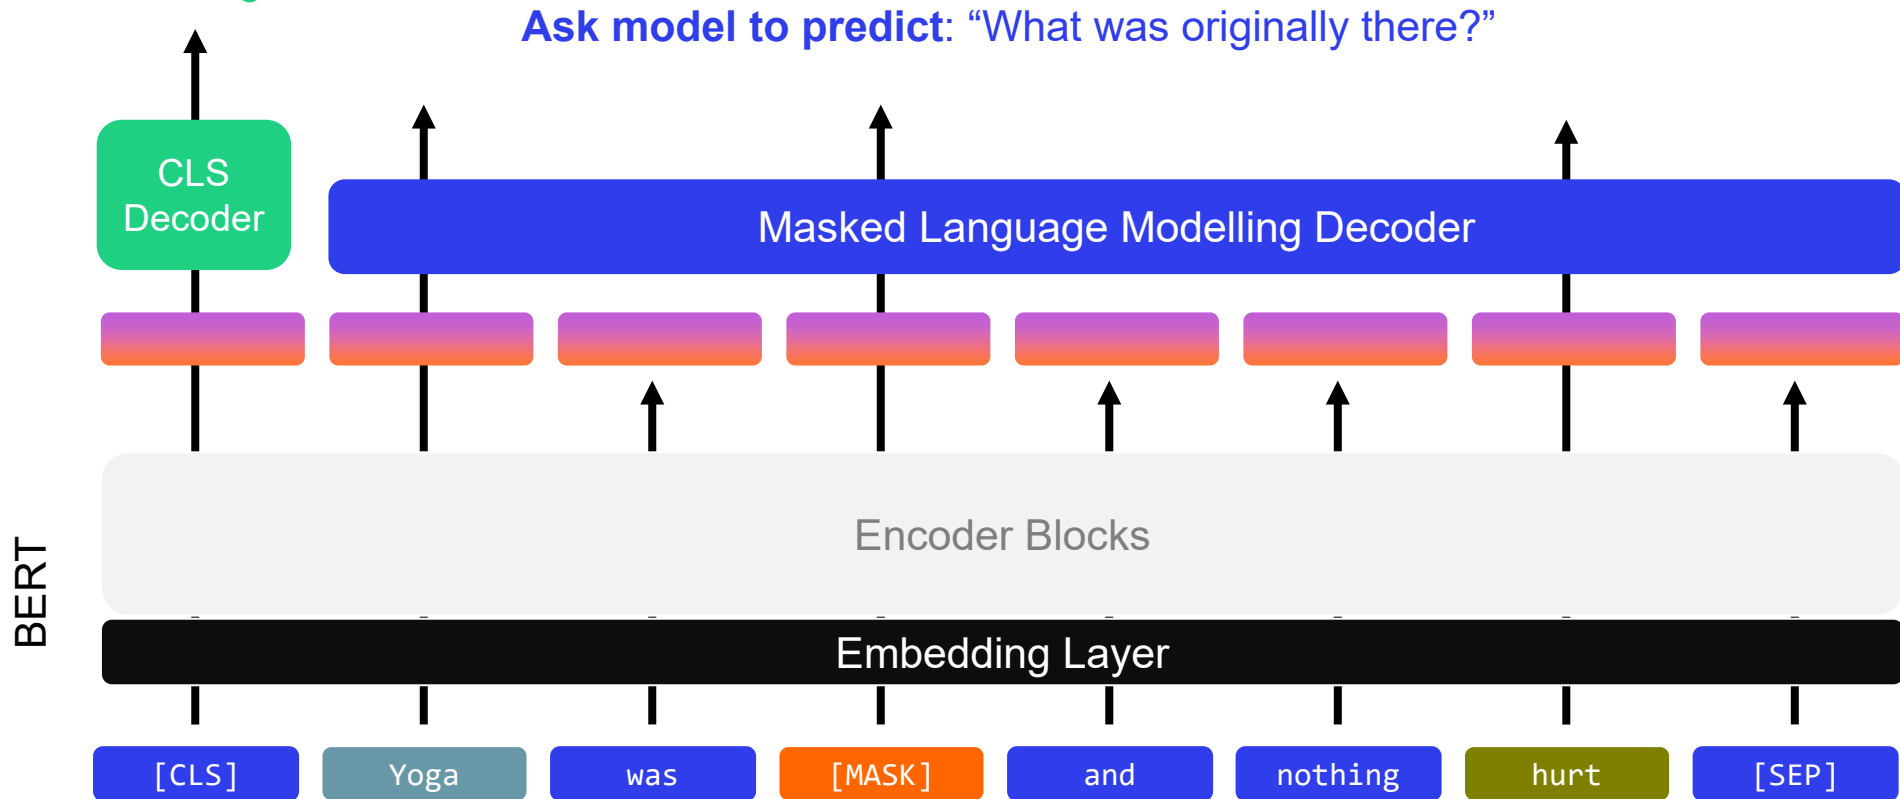 Ask model to predict: “What was originally there?”
CLS
Decoder
Masked Language Modelling Decoder
Encoder Blocks
BERT
Embedding Layer
[CLS] Yoga was [MASK] and nothing hurt [SEP]